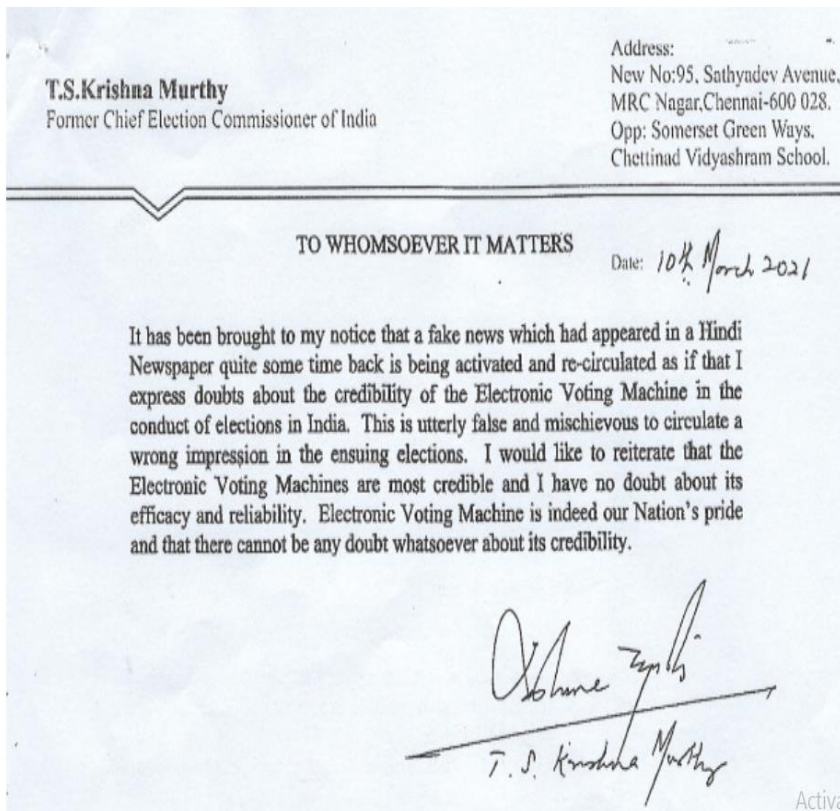 T.S.Krishna Murthy
Former Chief Election Commissioner of India
Address:
New No:95, Sathyadev Avenue,
MRC Nagar,Chennai-600 028.
Opp: Somerset Green Ways,
Chettinad Vidyashram School.
TO WHOMSOEVER IT MATTERS
Date: 10th March 2021
It has been brought to my notice that a fake news which had appeared in a Hindi
Newspaper quite some time back is being activated and re-circulated as if that I
express doubts about the credibility of the Electronic Voting Machine in the
conduct of elections in India. This is utterly false and mischievous to circulate a
wrong impression in the ensuing elections. I would like to reiterate that the
Electronic Voting Machines are most credible and I have no doubt about its
efficacy and reliability. Electronic Voting Machine is indeed our Nation's pride
and that there cannot be any doubt whatsoever about its credibility.
T. S. Krishna Murthy
Activa